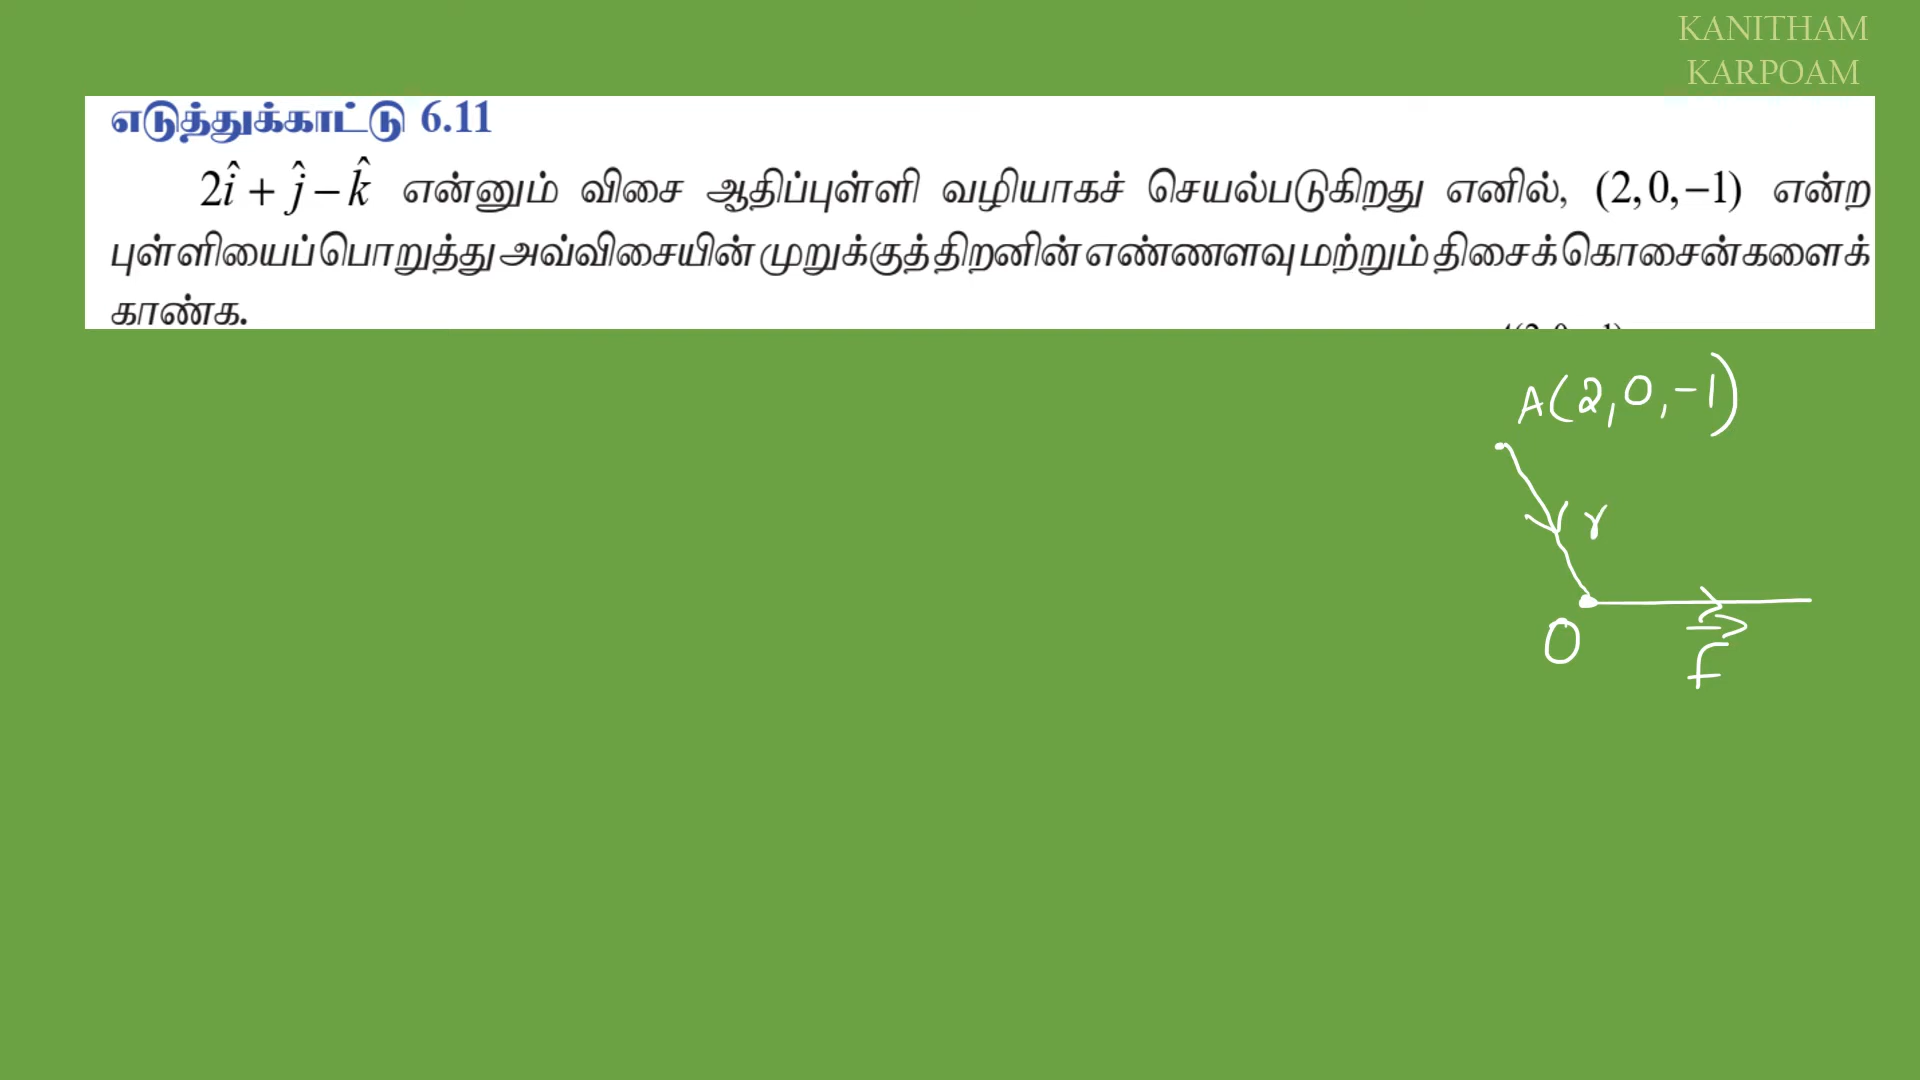 KANITHAM
KARPOAM
எடுத்துக்காட்டு 6.11
2î + ĵ – k̂ என்னும் விசை ஆதிப்புள்ளி வழியாகச் செயல்படுகிறது எனில், (2,0,–1) என்ற
புள்ளியைப் பொறுத்து அவ்விசையின் முறுக்குத் திறனின் எண்ணளவு மற்றும் திசைக் கொசைன்களைக்
காண்க.
A(2,0,-1)
r
O
F